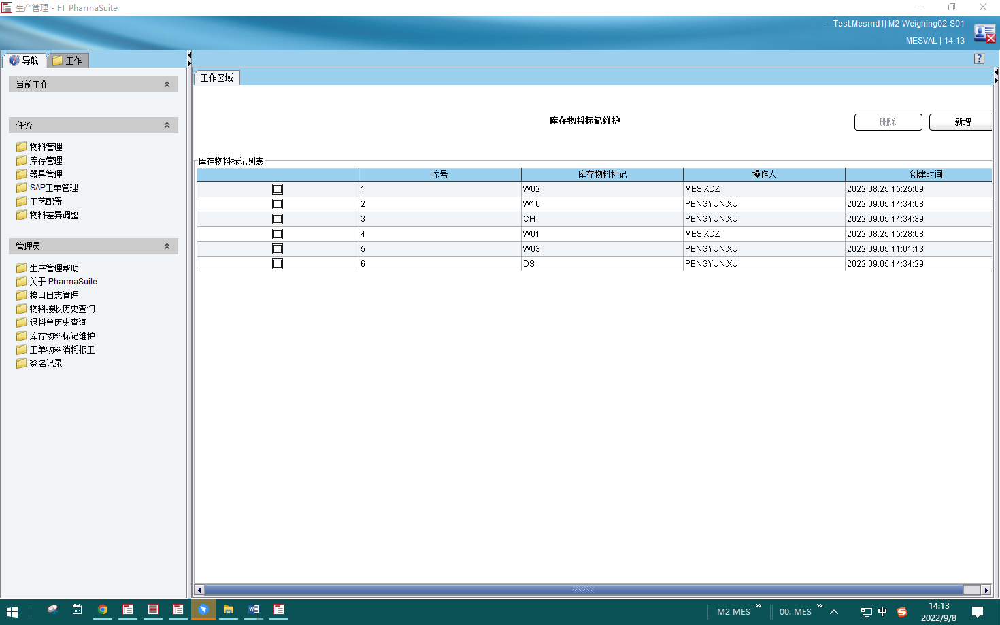 生产管理 - FT PharmaSuite
---Test.Mesmd1| M2-Weighing02-S01
MESVAL | 14:13
导航
工作
?
当前工作
任务
物料管理
库存管理
器具管理
SAP工单管理
工艺配置
物料差异调整
管理员
生产管理帮助
关于 PharmaSuite
接口日志管理
物料接收历史查询
退料单历史查询
库存物料标记维护
工单物料消耗报工
签名记录
工作区域
库存物料标记维护
删除
新增
库存物料标记列表
序号 库存物料标记 操作人 创建时间
1 W02 MES.XDZ 2022.08.25 15:25:09
2 W10 PENGYUN.XU 2022.09.05 14:34:08
3 CH PENGYUN.XU 2022.09.05 14:34:39
4 W01 MES.XDZ 2022.08.25 15:28:08
5 W03 PENGYUN.XU 2022.09.05 11:01:13
6 DS PENGYUN.XU 2022.09.05 14:34:29
M2 MES
00. MES
中
14:13
2022/9/8